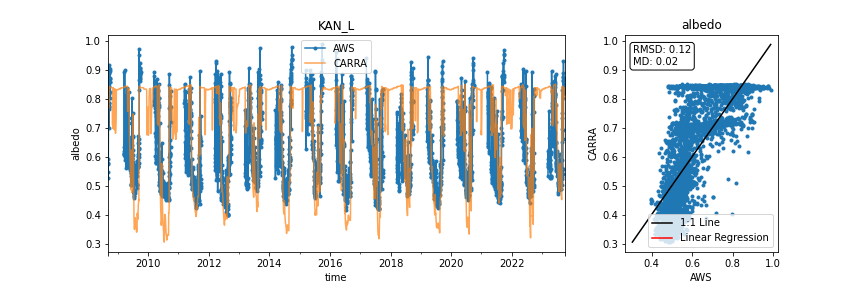 KAN_L
albedo
1.0
0.9
0.8
0.7
0.6
0.5
0.4
0.3
AWS
CARRA
2010
2012
2014
2016
2018
2020
2022
time
albedo
RMSD: 0.12
MD: 0.02
CARRA
1.0
0.9
0.8
0.7
0.6
0.5
0.4
0.3
1:1 Line
Linear Regression
0.4
0.6
0.8
1.0
AWS